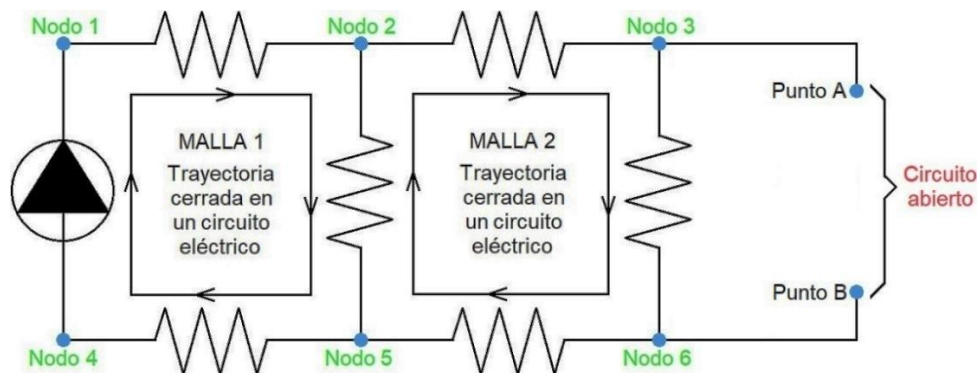 Nodo 1
Nodo 2
Nodo 3
Punto A
MALLA 1
Trayectoria
cerrada en
un circuito
eléctrico
MALLA 2
Trayectoria
cerrada en
un circuito
eléctrico
Circuito
abierto
Punto B
Nodo 4
Nodo 5
Nodo 6